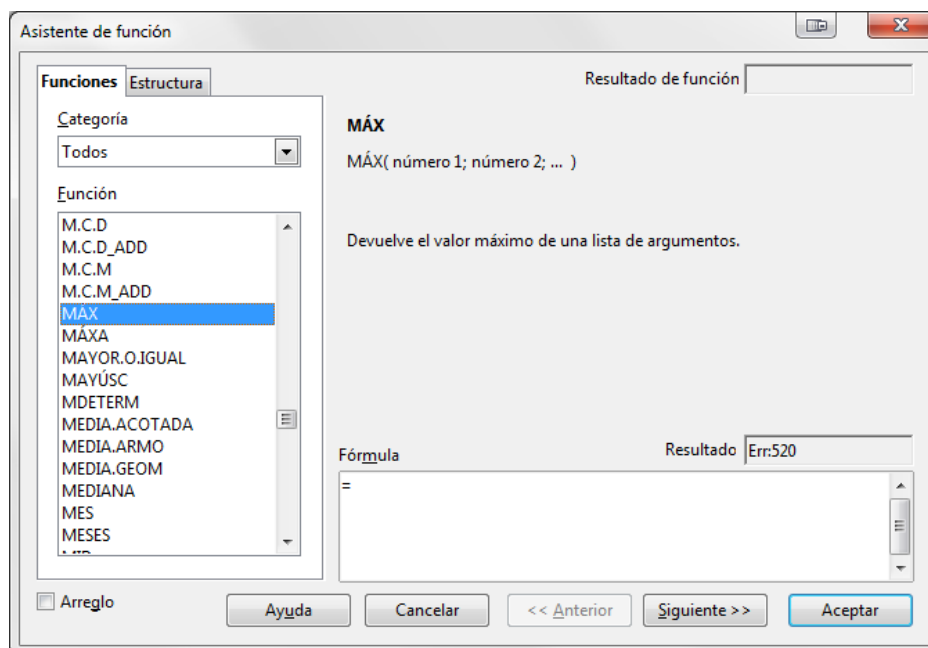 Asistente de función
Funciones Estructura
Resultado de función
Categoría
Todos
Función
M.C.D
M.C.D_ADD
M.C.M
M.C.M_ADD
MÁX
MÁXA
MAYOR.O.IGUAL
MAYÚSC
MDETERM
MEDIA.ACOTADA
MEDIA.ARMO
MEDIA.GEOM
MEDIANA
MES
MESES
MÁX
MÁX( número 1; número 2; ... )
Devuelve el valor máximo de una lista de argumentos.
Fórmula
Resultado Err:520
=
Arreglo
Ayuda
Cancelar
<< Anterior
Siguiente >>
Aceptar